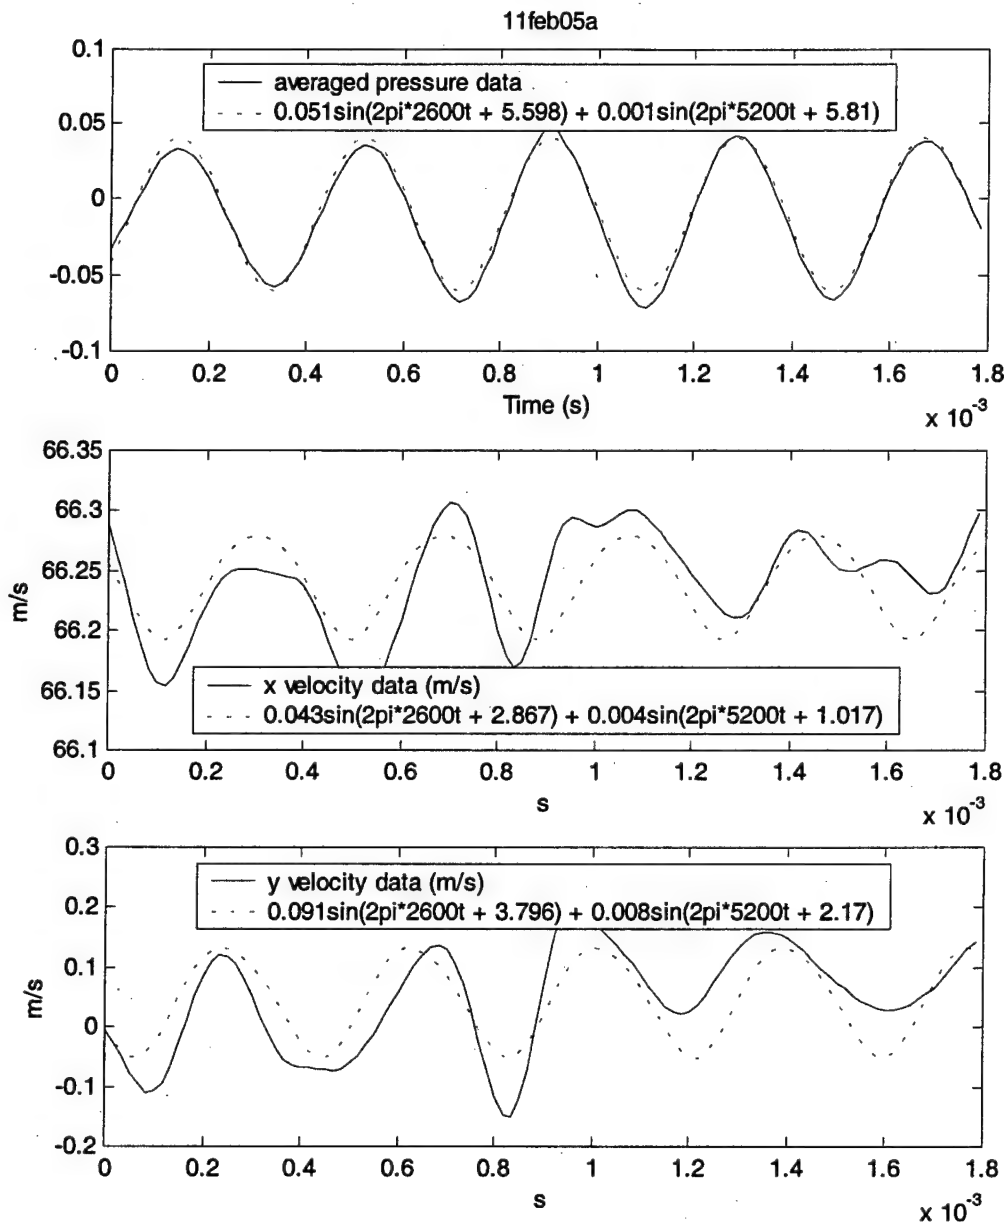 11feb05a
0.1
0.05
0
-0.05
-0.1
averaged pressure data
0.051sin(2pi*2600t + 5.598) + 0.001sin(2pi*5200t + 5.81)
0 0.2 0.4 0.6 0.8 1 1.2 1.4 1.6 1.8
Time (s)
x 10-3
66.35
66.3
66.25
66.2
66.15
66.1
m/s
x velocity data (m/s)
0.043sin(2pi*2600t + 2.867) + 0.004sin(2pi*5200t + 1.017)
0 0.2 0.4 0.6 0.8 1 1.2 1.4 1.6 1.8
s
x 10-3
0.3
0.2
0.1
0
-0.1
-0.2
m/s
y velocity data (m/s)
0.091sin(2pi*2600t + 3.796) + 0.008sin(2pi*5200t + 2.17)
0 0.2 0.4 0.6 0.8 1 1.2 1.4 1.6 1.8
s
x 10-3